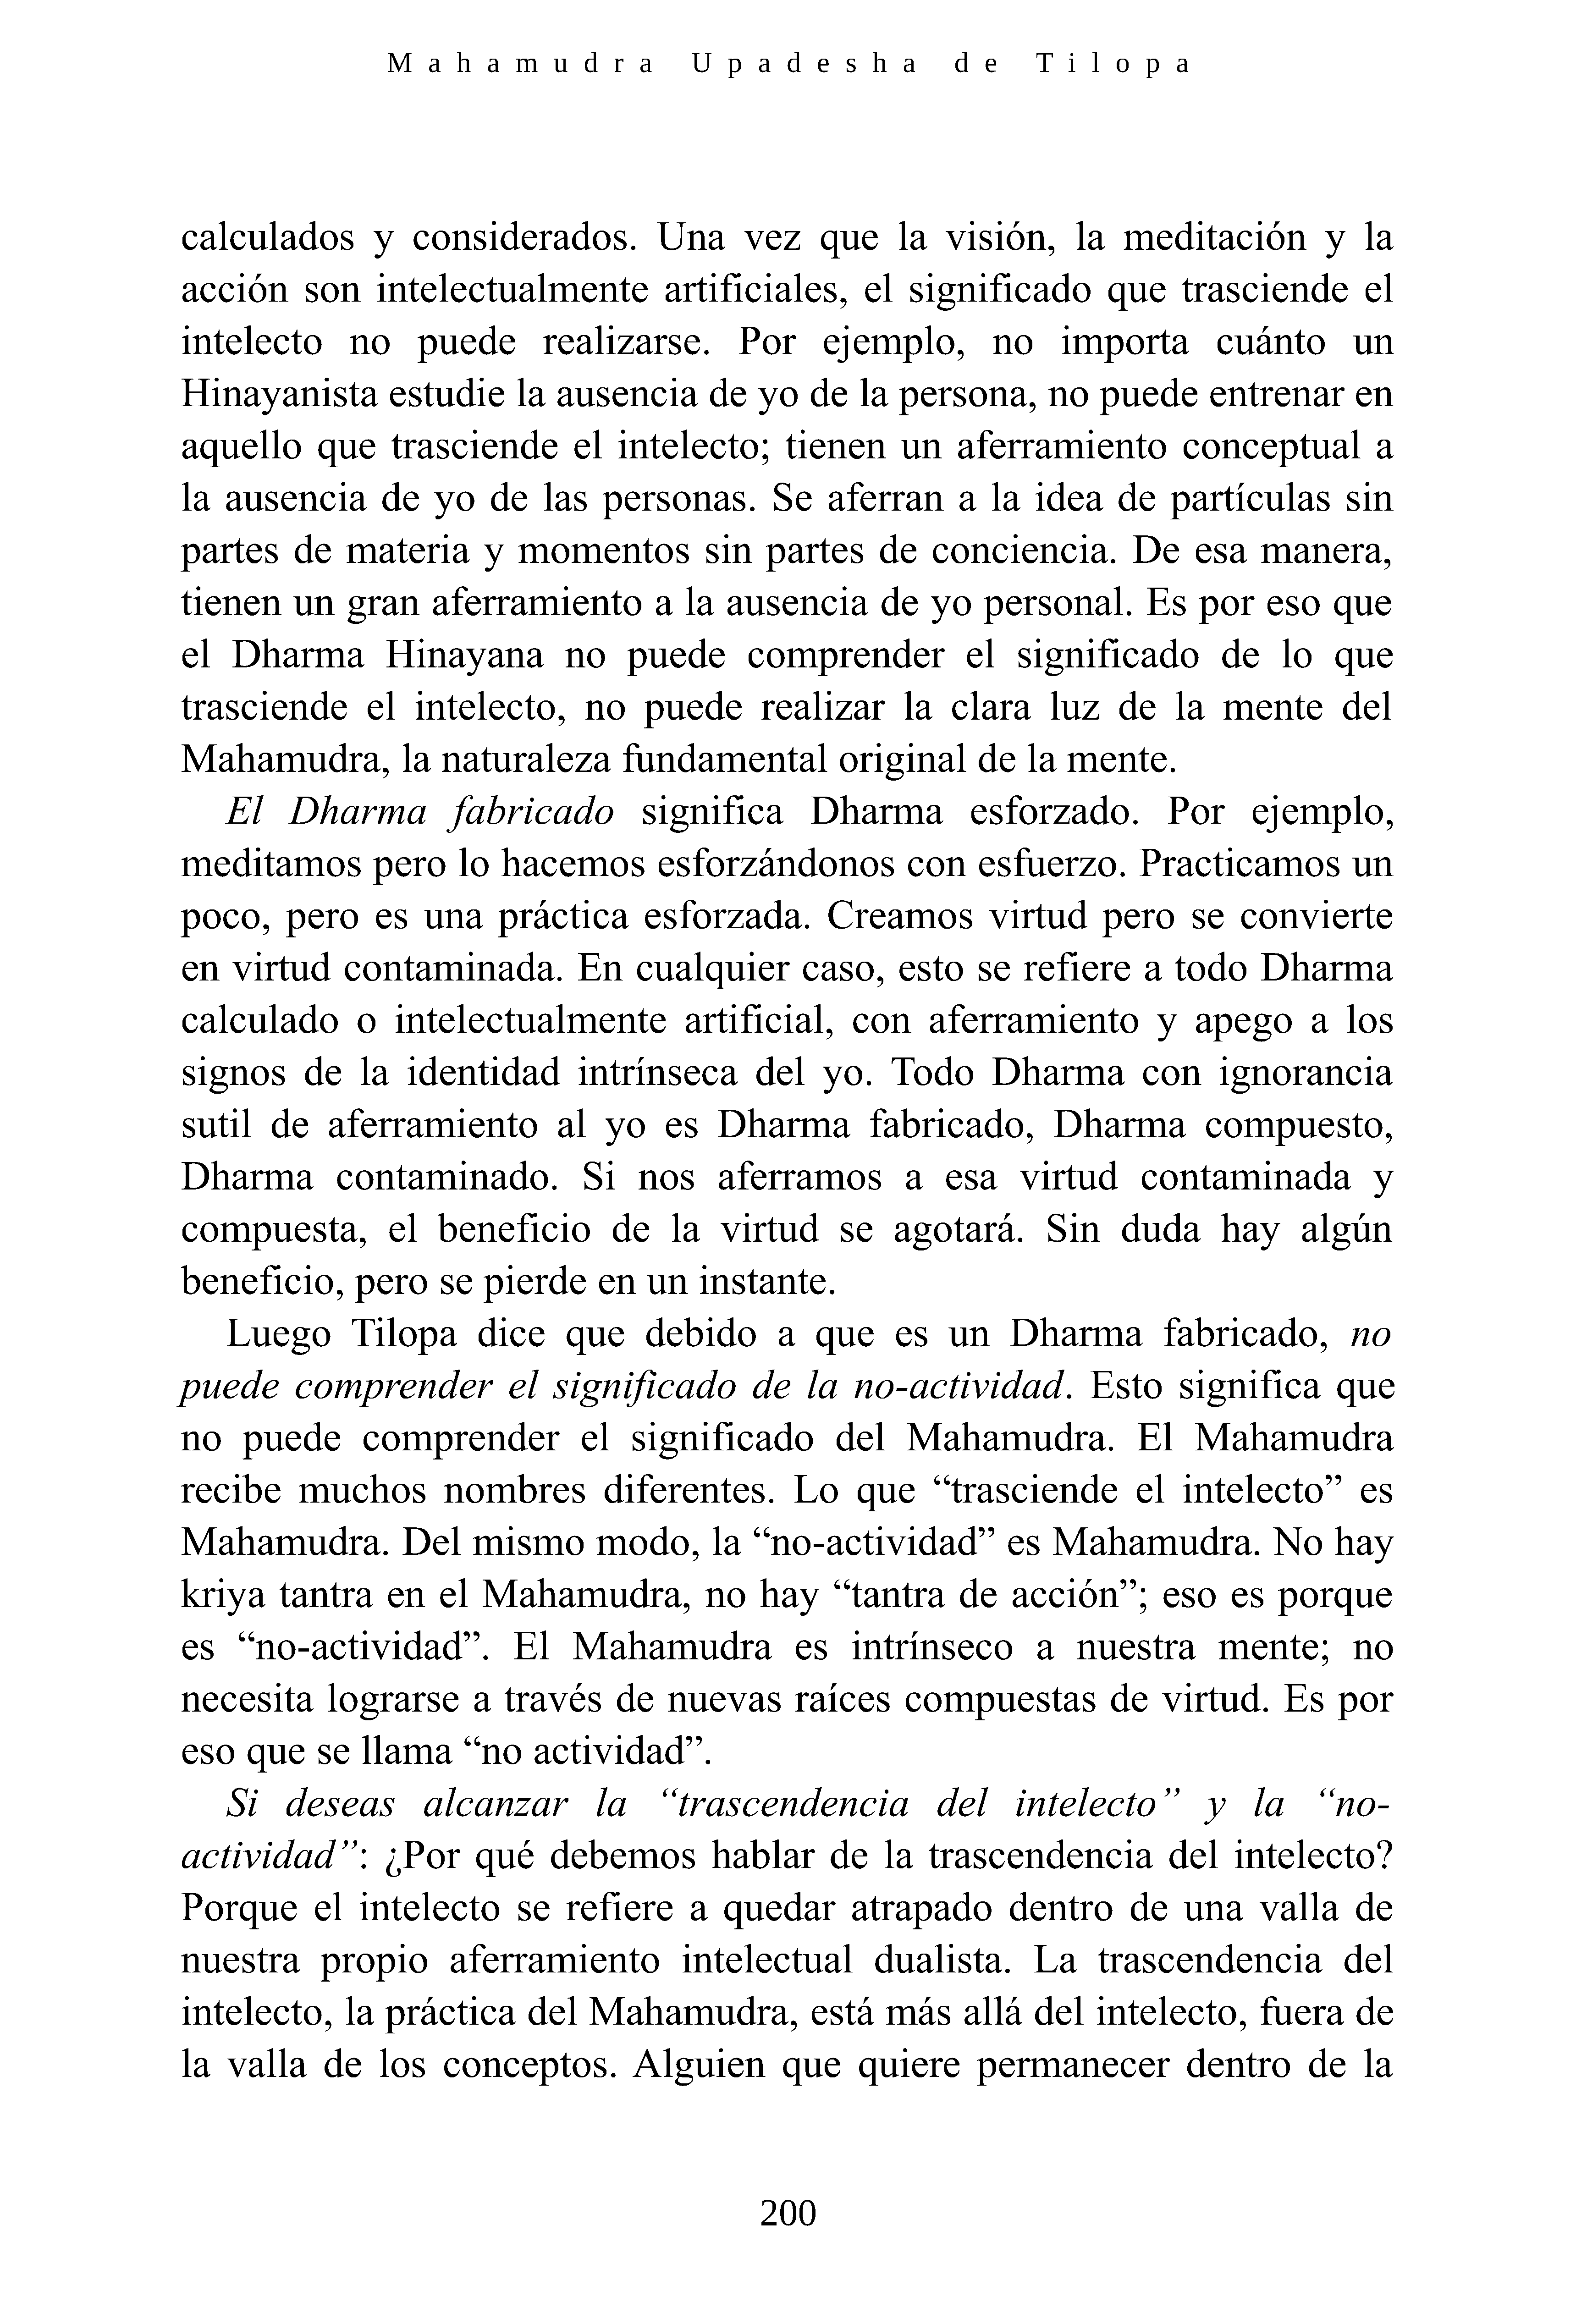 Mahamudra Upadesha de Tilopa
calculados y considerados. Una vez que la visión, la meditación y la
acción son intelectualmente artificiales, el significado que trasciende el
intelecto no puede realizarse. Por ejemplo, no importa cuánto un
Hinayanista estudie la ausencia de yo de la persona, no puede entrenar en
aquello que trasciende el intelecto; tienen un aferramiento conceptual a
la ausencia de yo de las personas. Se aferran a la idea de partículas sin
partes de materia y momentos sin partes de conciencia. De esa manera,
tienen un gran aferramiento a la ausencia de yo personal. Es por eso que
el Dharma Hinayana no puede comprender el significado de lo que
trasciende el intelecto, no puede realizar la clara luz de la mente del
Mahamudra, la naturaleza fundamental original de la mente.
El Dharma fabricado significa Dharma esforzado. Por ejemplo,
meditamos pero lo hacemos esforzándonos con esfuerzo. Practicamos un
poco, pero es una práctica esforzada. Creamos virtud pero se convierte
en virtud contaminada. En cualquier caso, esto se refiere a todo Dharma
calculado o intelectualmente artificial, con aferramiento y apego a los
signos de la identidad intrínseca del yo. Todo Dharma con ignorancia
sutil de aferramiento al yo es Dharma fabricado, Dharma compuesto,
Dharma contaminado. Si nos aferramos a esa virtud contaminada y
compuesta, el beneficio de la virtud se agotará. Sin duda hay algún
beneficio, pero se pierde en un instante.
Luego Tilopa dice que debido a que es un Dharma fabricado, no
puede comprender el significado de la no-actividad. Esto significa que
no puede comprender el significado del Mahamudra. El Mahamudra
recibe muchos nombres diferentes. Lo que “trasciende el intelecto” es
Mahamudra. Del mismo modo, la “no-actividad” es Mahamudra. No hay
kriya tantra en el Mahamudra, no hay “tantra de acción”; eso es porque
es “no-actividad”. El Mahamudra es intrínseco a nuestra mente; no
necesita lograrse a través de nuevas raíces compuestas de virtud. Es por
eso que se llama “no actividad”.
Si deseas alcanzar la “trascendencia del intelecto” y la “no-
actividad”: ¿Por qué debemos hablar de la trascendencia del intelecto?
Porque el intelecto se refiere a quedar atrapado dentro de una valla de
nuestra propio aferramiento intelectual dualista. La trascendencia del
intelecto, la práctica del Mahamudra, está más allá del intelecto, fuera de
la valla de los conceptos. Alguien que quiere permanecer dentro de la
200